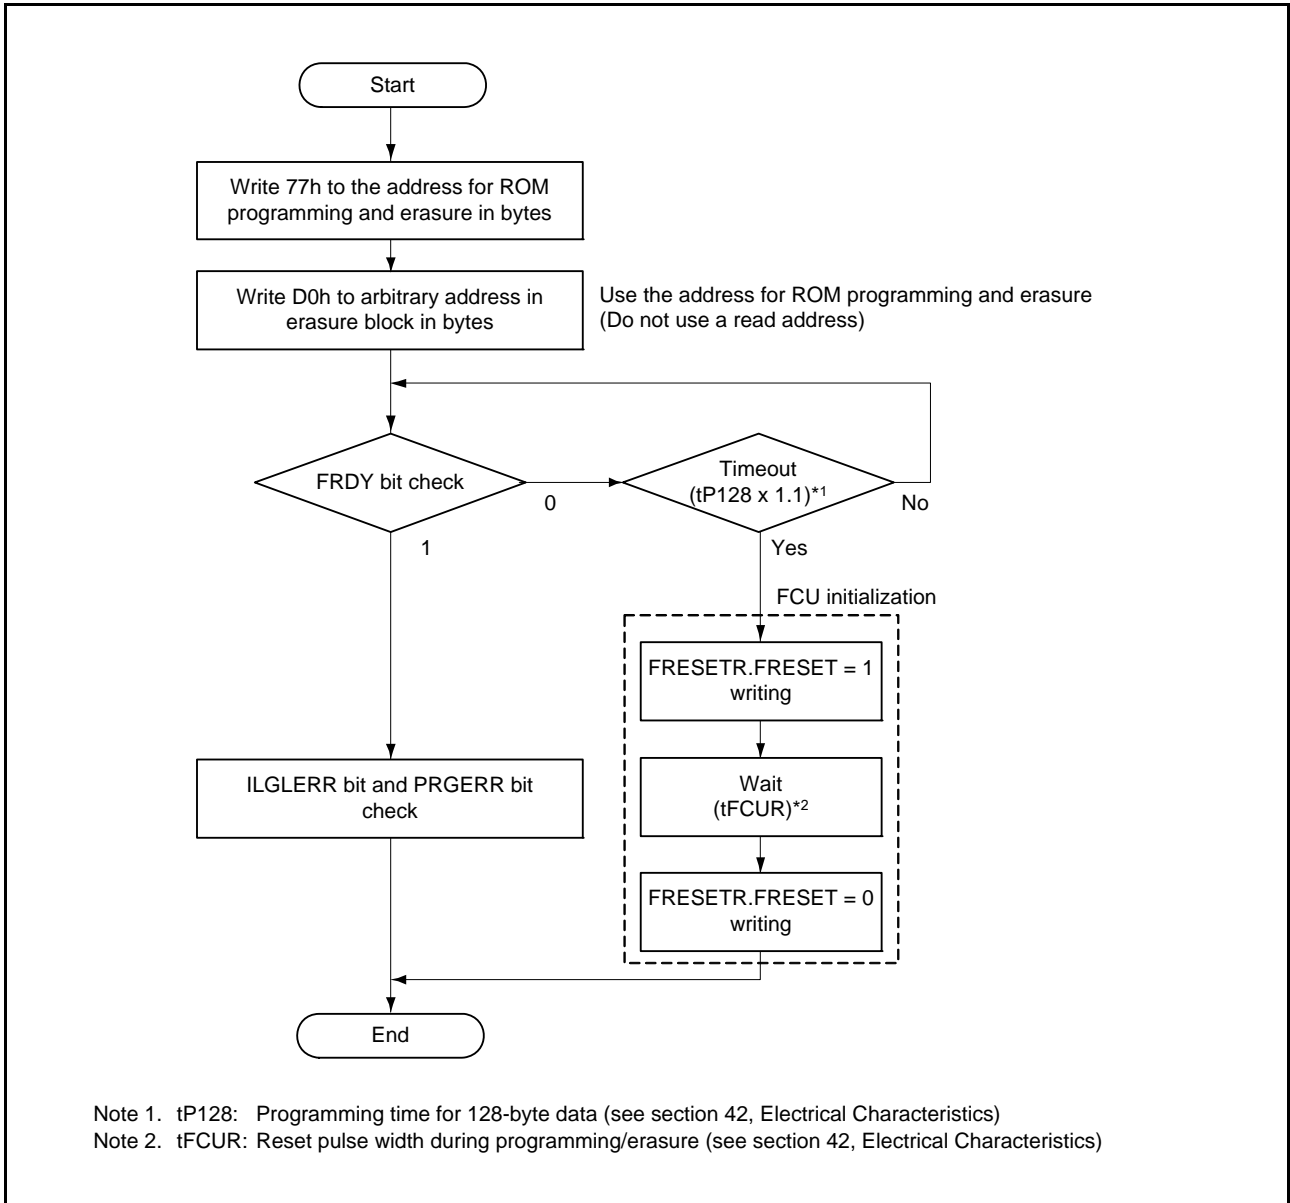 Start
Write 77h to the address for ROM
programming and erasure in bytes
Write D0h to arbitrary address in
erasure block in bytes
Use the address for ROM programming and erasure
(Do not use a read address)
FRDY bit check
0
Timeout
(tP128 x 1.1)*1
No
1
Yes
FCU initialization
FRESETR.FRESET = 1
writing
Wait
(tFCUR)*2
FRESETR.FRESET = 0
writing
ILGLERR bit and PRGERR bit
check
End
Note 1. tP128: Programming time for 128-byte data (see section 42, Electrical Characteristics)
Note 2. tFCUR: Reset pulse width during programming/erasure (see section 42, Electrical Characteristics)